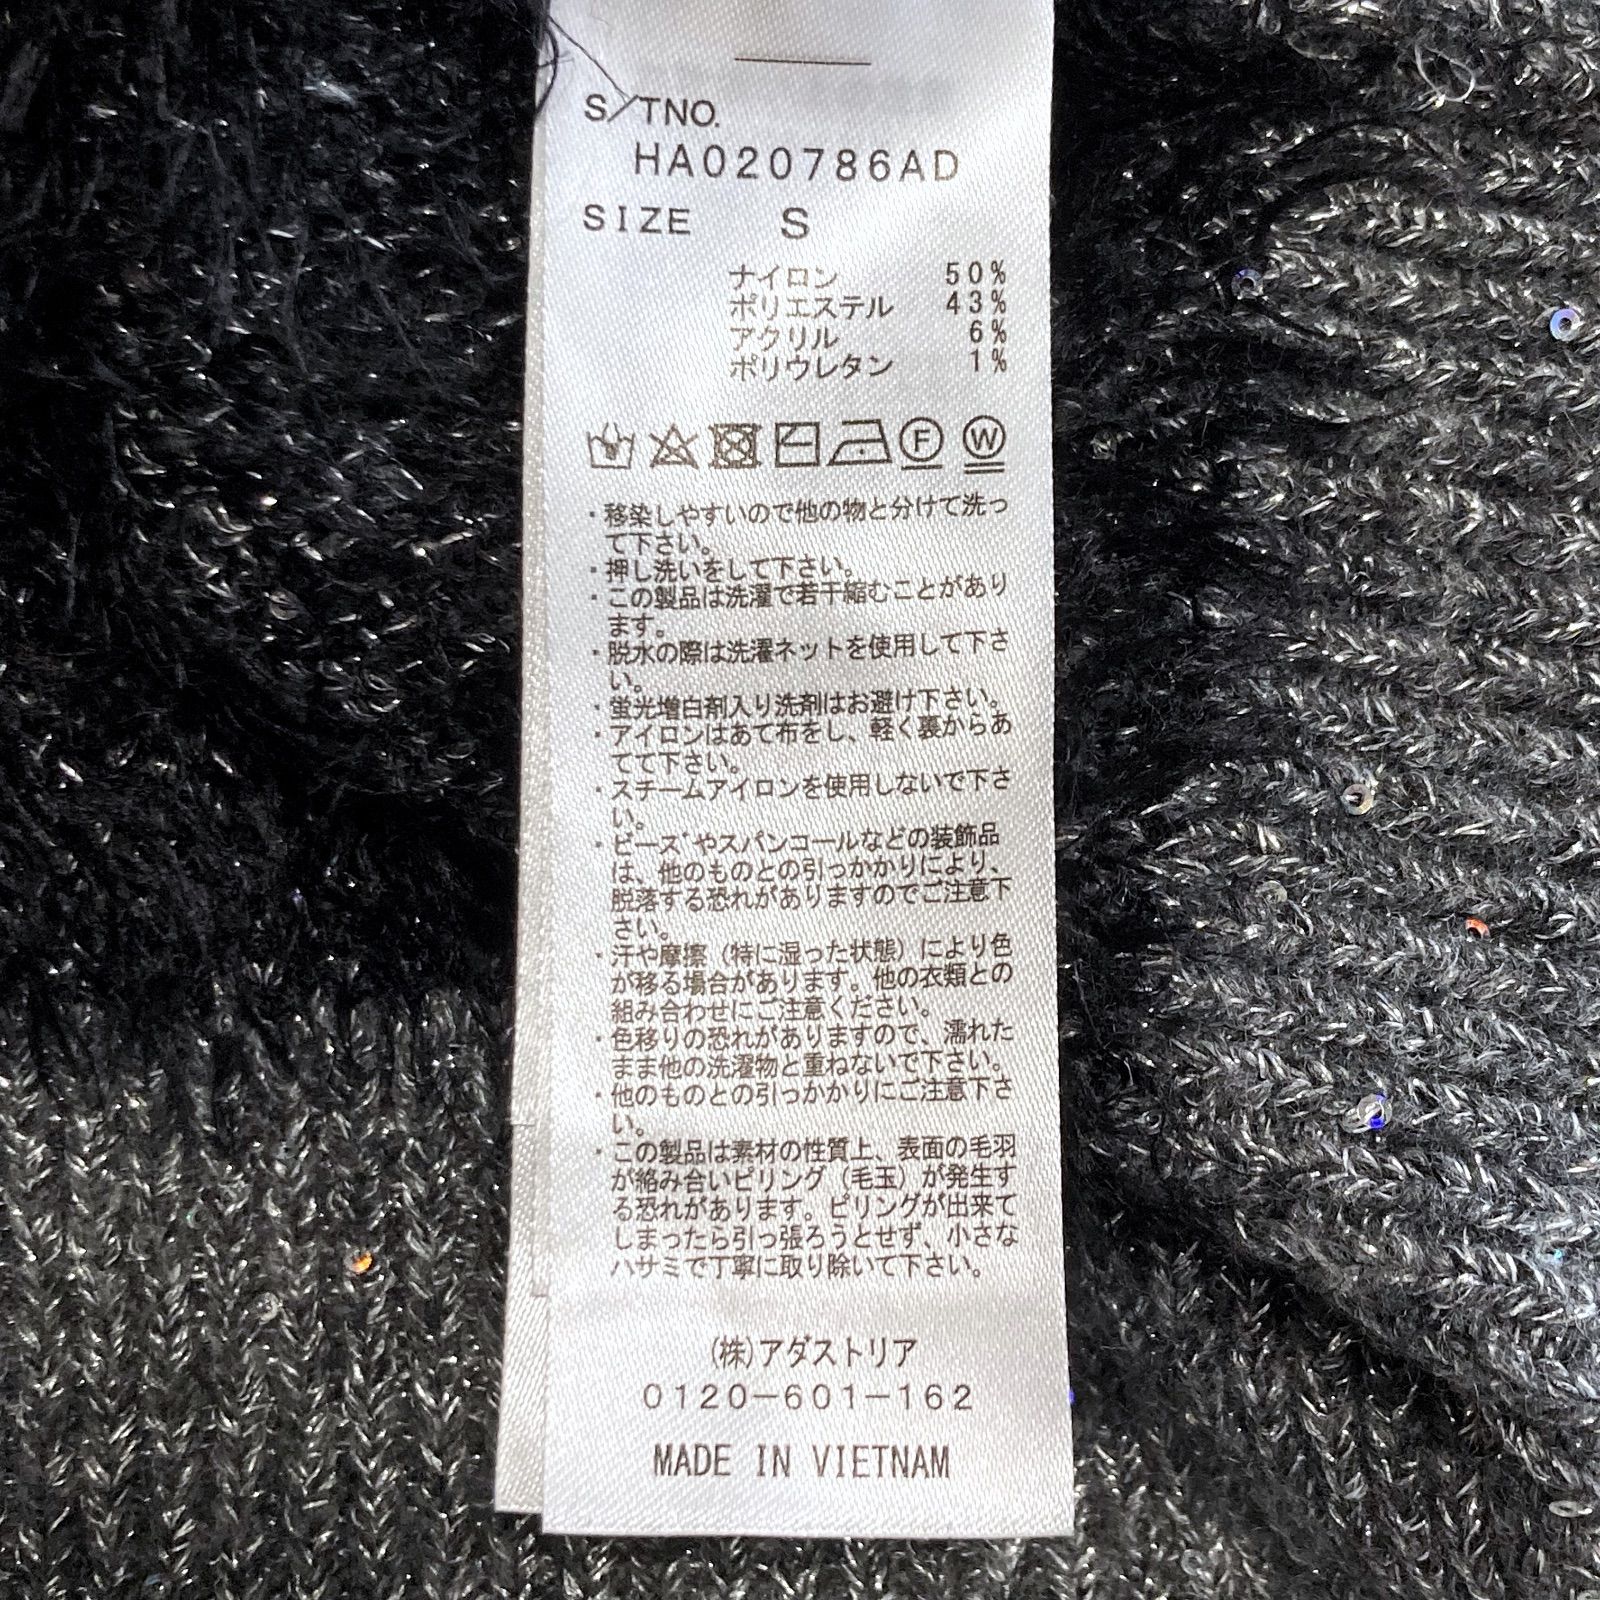 S/TNO.
HA020786AD
SIZE S
ナイロン 50%
ポリエステル 43%
アクリル 6%
ポリウレタン 1%
F W
・移染しやすいので他の物と分けて洗っ
て下さい。
・押し洗いをして下さい。
・この製品は洗濯で若干縮むことがあり
ます。
・脱水の際は洗濯ネットを使用して下さ
い。
・蛍光増白剤入り洗剤はお避け下さい。
・アイロンはあて布をし、軽く裏からあ
てて下さい。
・スチームアイロンを使用しないで下さ
い。
・ビーズやスパンコールなどの装飾品
は、他のものとの引っかかりにより、
脱落する恐れがありますのでご注意下
さい。
・汗や摩擦（特に湿った状態）により色
が移る場合があります。他の衣類との
組み合わせにご注意ください。
・色移りの恐れがありますので、濡れた
まま他の洗濯物と重ねないで下さい。
・他のものとの引っかかりにご注意下さ
い。
・この製品は素材の性質上、表面の毛羽
が絡み合いピリング（毛玉）が発生す
る恐れがあります。ピリングが出来て
しまったら引っ張ろうとせず、小さな
ハサミで丁寧に取り除いて下さい。
(株)アダストリア
0120-601-162
MADE IN VIETNAM